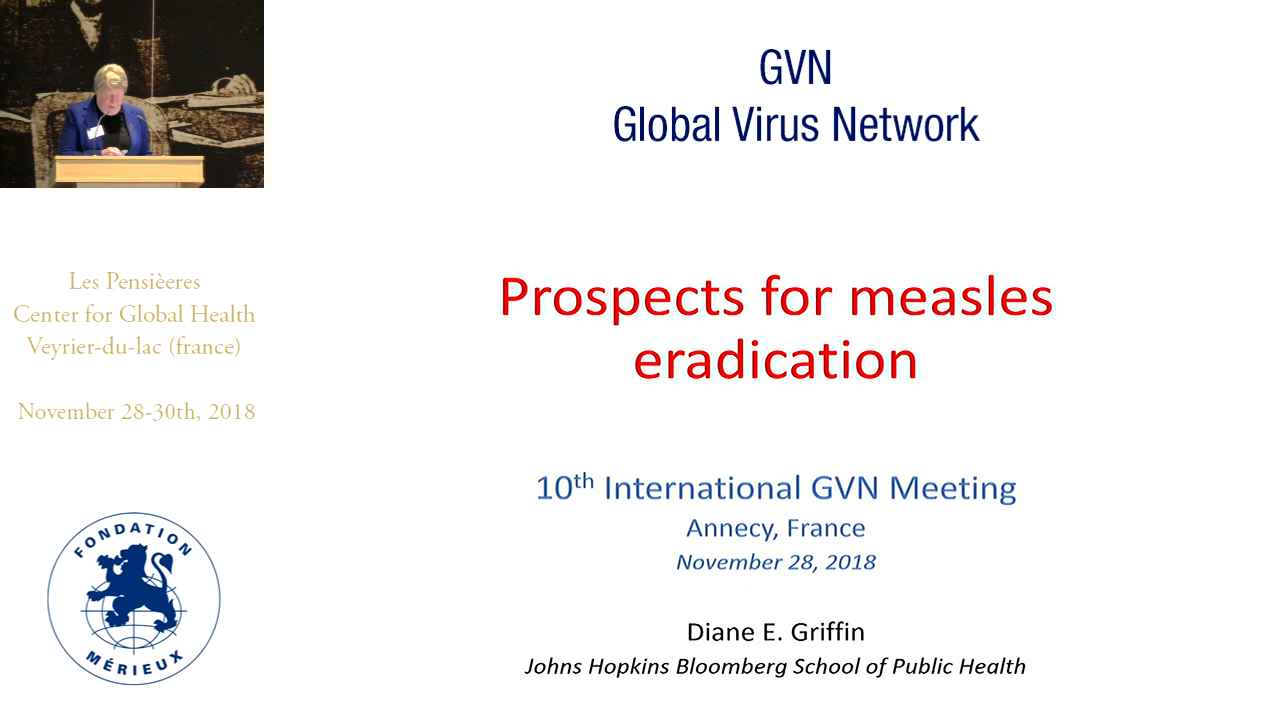 GVN
Global Virus Network
Les Pensièeres
Center for Global Health
Veyrier-du-lac (france)
November 28-30th, 2018
FONDATION
MÉRIEUX
Prospects for measles
eradication
10th International GVN Meeting
Annecy, France
November 28, 2018
Diane E. Griffin
Johns Hopkins Bloomberg School of Public Health